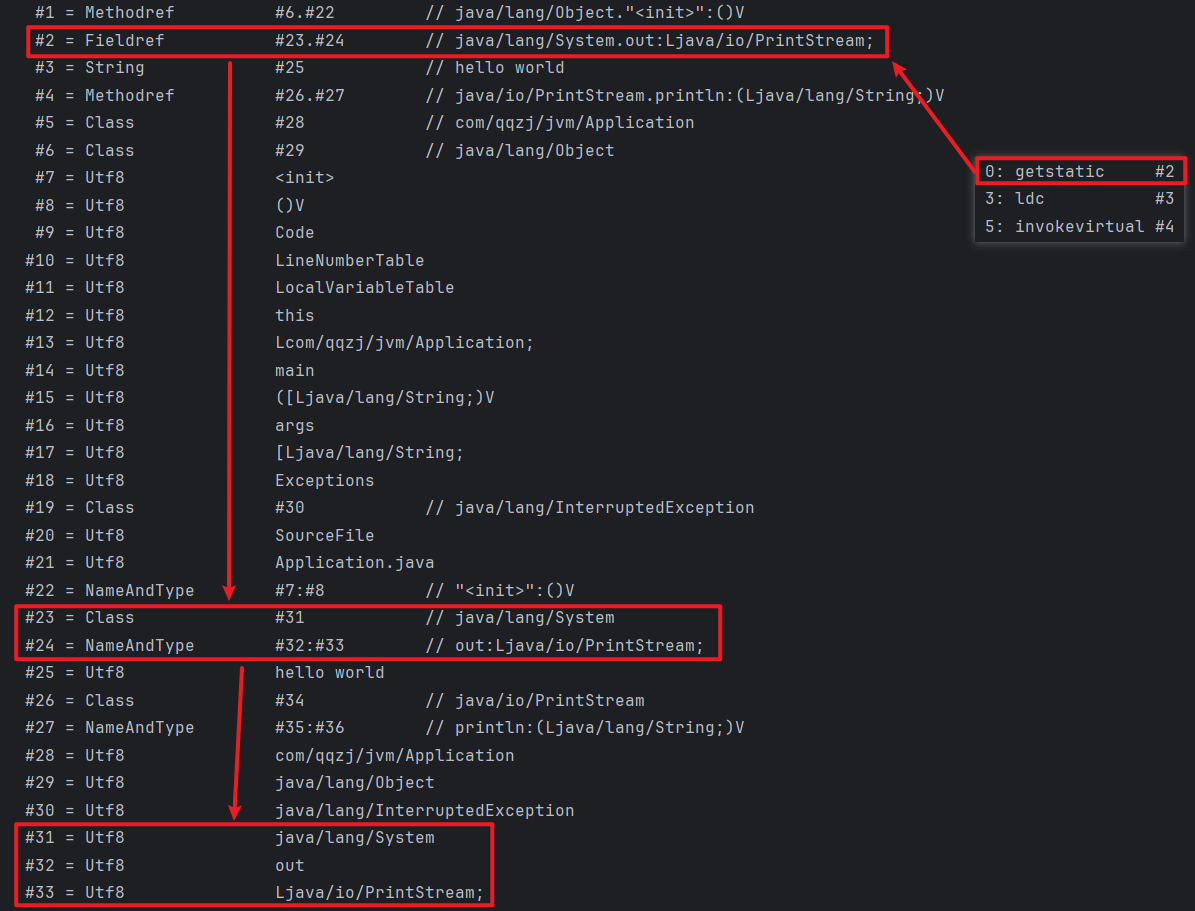 #1 = Methodref          #6.#22         // java/lang/Object."<init>":()V
#2 = Fieldref           #23.#24        // java/lang/System.out:Ljava/io/PrintStream;
#3 = String             #25            // hello world
#4 = Methodref          #26.#27        // java/io/PrintStream.println:(Ljava/lang/String;)V
#5 = Class              #28            // com/qqzj/jvm/Application
#6 = Class              #29            // java/lang/Object
#7 = Utf8               <init>
#8 = Utf8               ()V
#9 = Utf8               Code
#10 = Utf8               LineNumberTable
#11 = Utf8               LocalVariableTable
#12 = Utf8               this
#13 = Utf8               Lcom/qqzj/jvm/Application;
#14 = Utf8               main
#15 = Utf8               ([Ljava/lang/String;)V
#16 = Utf8               args
#17 = Utf8               [Ljava/lang/String;
#18 = Utf8               Exceptions
#19 = Class              #30            // java/lang/InterruptedException
#20 = Utf8               SourceFile
#21 = Utf8               Application.java
#22 = NameAndType        #7:#8          // "<init>":()V
#23 = Class              #31            // java/lang/System
#24 = NameAndType        #32:#33        // out:Ljava/io/PrintStream;
#25 = Utf8               hello world
#26 = Class              #34            // java/io/PrintStream
#27 = NameAndType        #35:#36        // println:(Ljava/lang/String;)V
#28 = Utf8               com/qqzj/jvm/Application
#29 = Utf8               java/lang/Object
#30 = Utf8               java/lang/InterruptedException
#31 = Utf8               java/lang/System
#32 = Utf8               out
#33 = Utf8               Ljava/io/PrintStream;
0: getstatic     #2
3: ldc           #3
5: invokevirtual #4